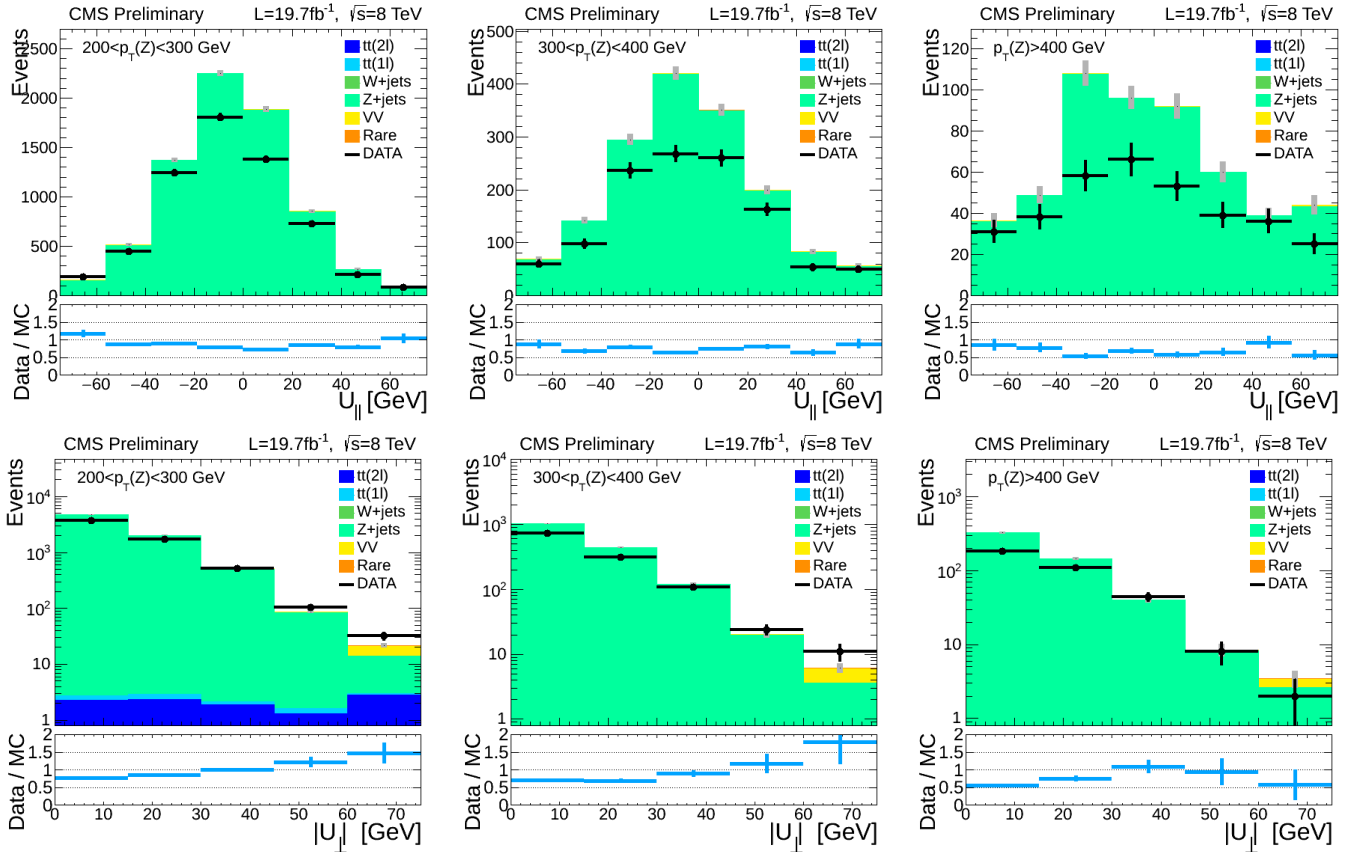 CMS Preliminary L=19.7fb-1, √s=8 TeV
200<pT(Z)<300 GeV
Events
2500
2000
1500
1000
500
0
tt(2l)
tt(1l)
W+jets
Z+jets
VV
Rare
DATA
Data / MC
2
1.5
1
0.5
0
−60 −40 −20 0 20 40 60
U|| [GeV]
CMS Preliminary L=19.7fb-1, √s=8 TeV
300<pT(Z)<400 GeV
Events
500
400
300
200
100
0
tt(2l)
tt(1l)
W+jets
Z+jets
VV
Rare
DATA
Data / MC
2
1.5
1
0.5
0
−60 −40 −20 0 20 40 60
U|| [GeV]
CMS Preliminary L=19.7fb-1, √s=8 TeV
pT(Z)>400 GeV
Events
120
100
80
60
40
20
0
tt(2l)
tt(1l)
W+jets
Z+jets
VV
Rare
DATA
Data / MC
2
1.5
1
0.5
0
−60 −40 −20 0 20 40 60
U|| [GeV]
CMS Preliminary L=19.7fb-1, √s=8 TeV
200<pT(Z)<300 GeV
Events
104
103
102
10
1
tt(2l)
tt(1l)
W+jets
Z+jets
VV
Rare
DATA
Data / MC
2
1.5
1
0.5
0
0 10 20 30 40 50 60 70
|U⊥| [GeV]
CMS Preliminary L=19.7fb-1, √s=8 TeV
300<pT(Z)<400 GeV
Events
104
103
102
10
1
tt(2l)
tt(1l)
W+jets
Z+jets
VV
Rare
DATA
Data / MC
2
1.5
1
0.5
0
0 10 20 30 40 50 60 70
|U⊥| [GeV]
CMS Preliminary L=19.7fb-1, √s=8 TeV
pT(Z)>400 GeV
Events
103
102
10
1
tt(2l)
tt(1l)
W+jets
Z+jets
VV
Rare
DATA
Data / MC
2
1.5
1
0.5
0
0 10 20 30 40 50 60 70
|U⊥| [GeV]